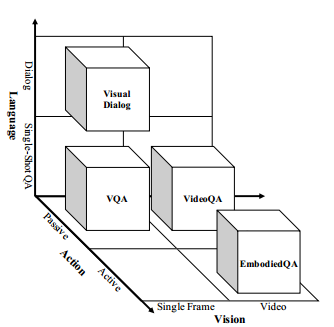 Dialog
Language
Single-Shot QA
Visual
Dialog
VQA
VideoQA
EmbodiedQA
Passive
Action
Active
Single Frame
Video
Vision